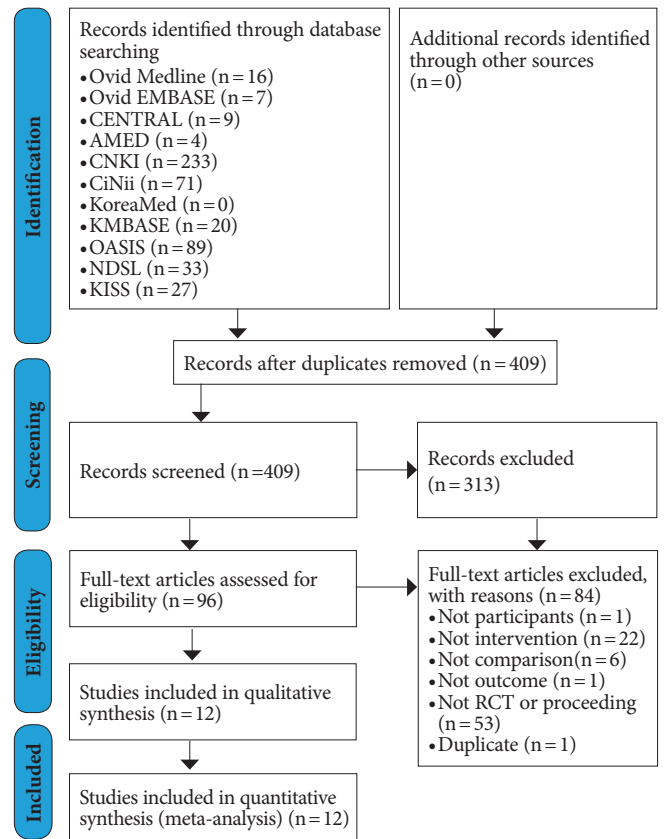 Identification
Records identified through database
searching
•Ovid Medline (n=16)
•Ovid EMBASE (n=7)
•CENTRAL (n=9)
•AMED (n=4)
•CNKI (n=233)
•CiNii (n=71)
•KoreaMed (n=0)
•KMBASE (n=20)
•OASIS (n=89)
•NDSL (n=33)
•KISS (n=27)
Additional records identified
through other sources
(n=0)
Records after duplicates removed (n=409)
Screening
Records screened (n=409)
Records excluded
(n=313)
Eligibility
Full-text articles assessed for
eligibility (n=96)
Full-text articles excluded,
with reasons (n=84)
•Not participants (n=1)
•Not intervention (n=22)
•Not comparison(n=6)
•Not outcome (n=1)
•Not RCT or proceeding
(n=53)
•Duplicate (n=1)
Studies included in qualitative
synthesis (n=12)
Included
Studies included in quantitative
synthesis (meta-analysis) (n=12)